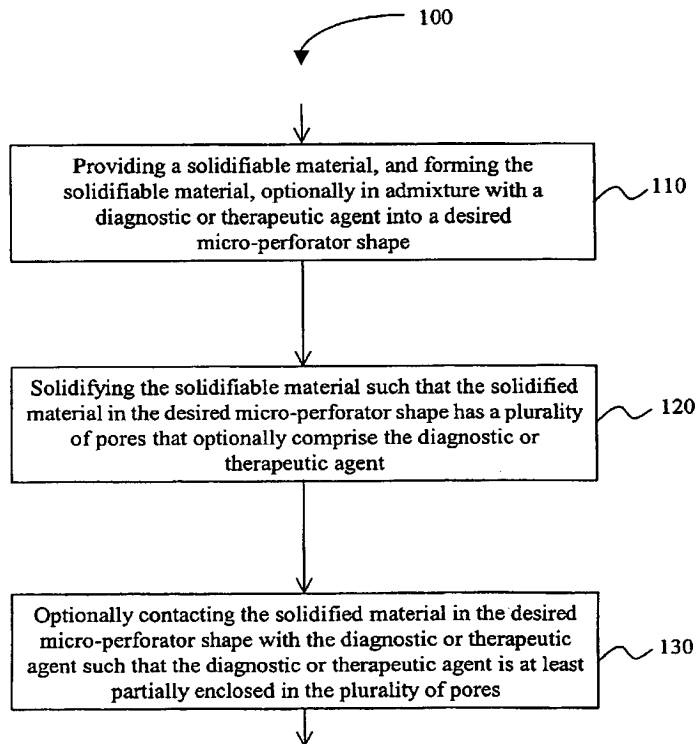 100
Providing a solidifiable material, and forming the
solidifiable material, optionally in admixture with a
diagnostic or therapeutic agent into a desired
micro-perforator shape
110
Solidifying the solidifiable material such that the solidified
material in the desired micro-perforator shape has a plurality
of pores that optionally comprise the diagnostic or
therapeutic agent
120
Optionally contacting the solidified material in the desired
micro-perforator shape with the diagnostic or therapeutic
agent such that the diagnostic or therapeutic agent is at least
partially enclosed in the plurality of pores
130